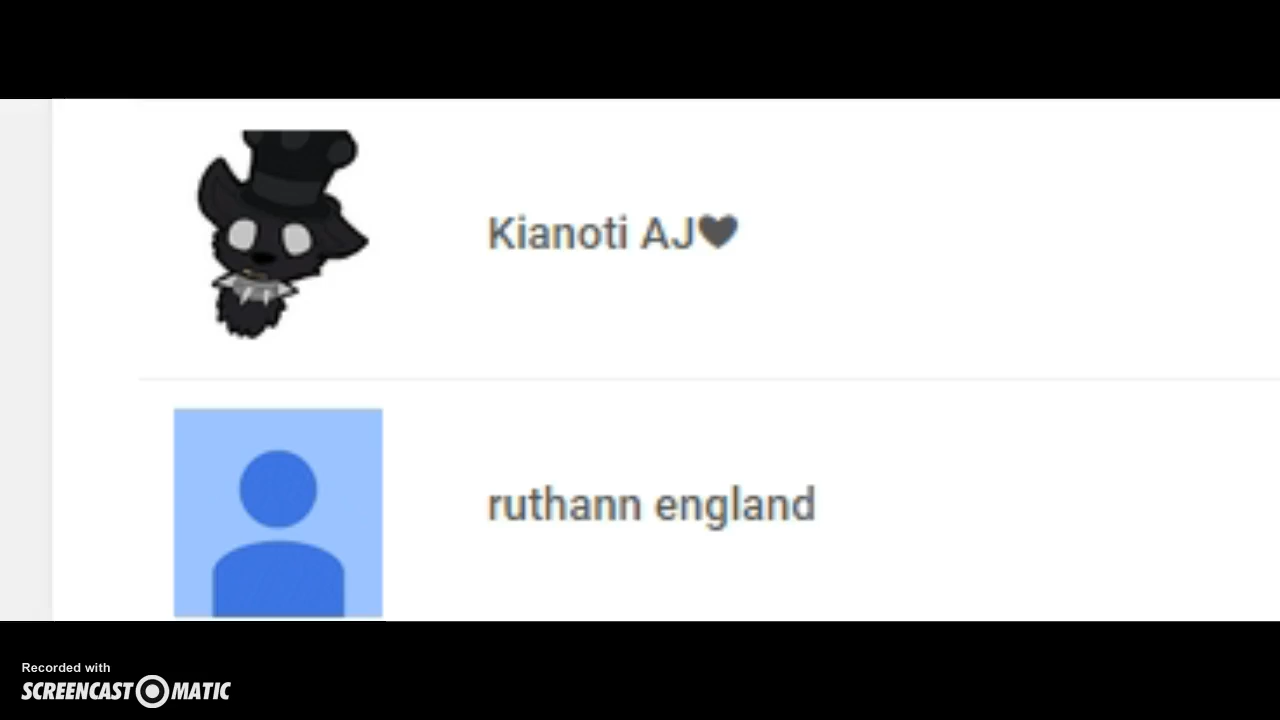 Kianoti AJ🖤
ruthann england
Recorded with
SCREENCAST-O-MATIC